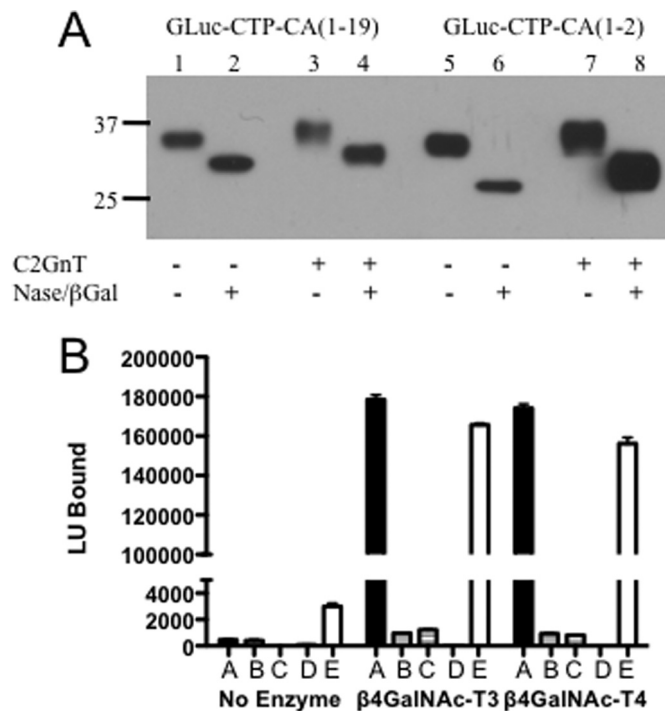 A
GLuc-CTP-CA(1-19) GLuc-CTP-CA(1-2)
1 2 3 4 5 6 7 8
37
25
C2GnT - - + + - - + +
Nase/βGal - + - + - + - +
B
LU Bound
200000
180000
160000
140000
120000
100000
4000
2000
0
A B C D E A B C D E A B C D E
No Enzyme β4GalNAc-T3 β4GalNAc-T4